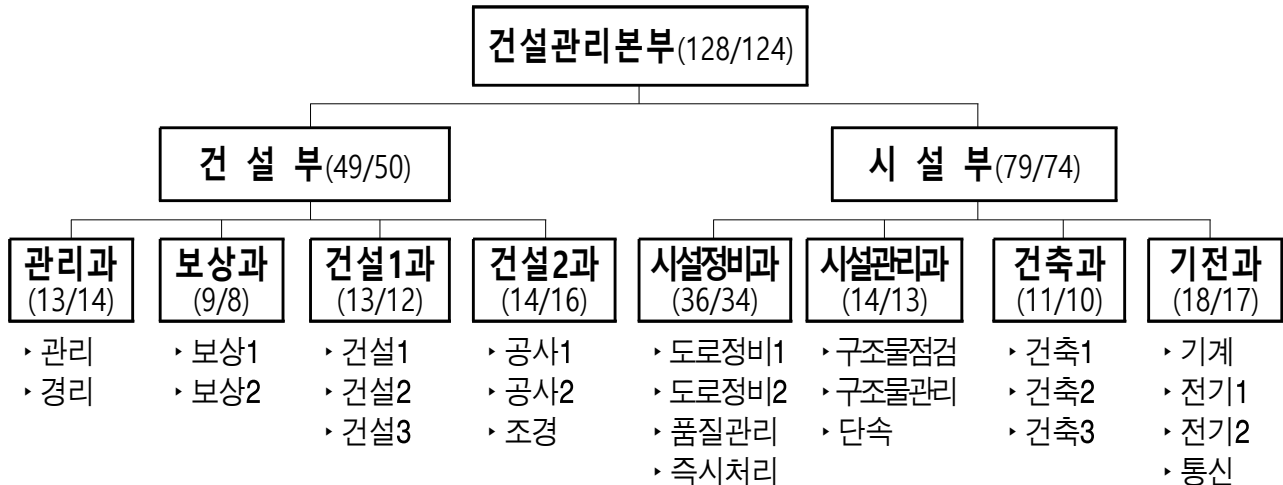 건설관리본부(128/124)
건 설 부(49/50)
시 설 부(79/74)
관리과
(13/14)
‣ 관리
‣ 경리
보상과
(9/8)
‣ 보상1
‣ 보상2
건설1과
(13/12)
‣ 건설1
‣ 건설2
‣ 건설3
건설2과
(14/16)
‣ 공사1
‣ 공사2
‣ 조경
시설정비과
(36/34)
‣ 도로정비1
‣ 도로정비2
‣ 품질관리
‣ 즉시처리
시설관리과
(14/13)
‣ 구조물점검
‣ 구조물관리
‣ 단속
건축과
(11/10)
‣ 건축1
‣ 건축2
‣ 건축3
기전과
(18/17)
‣ 기계
‣ 전기1
‣ 전기2
‣ 통신